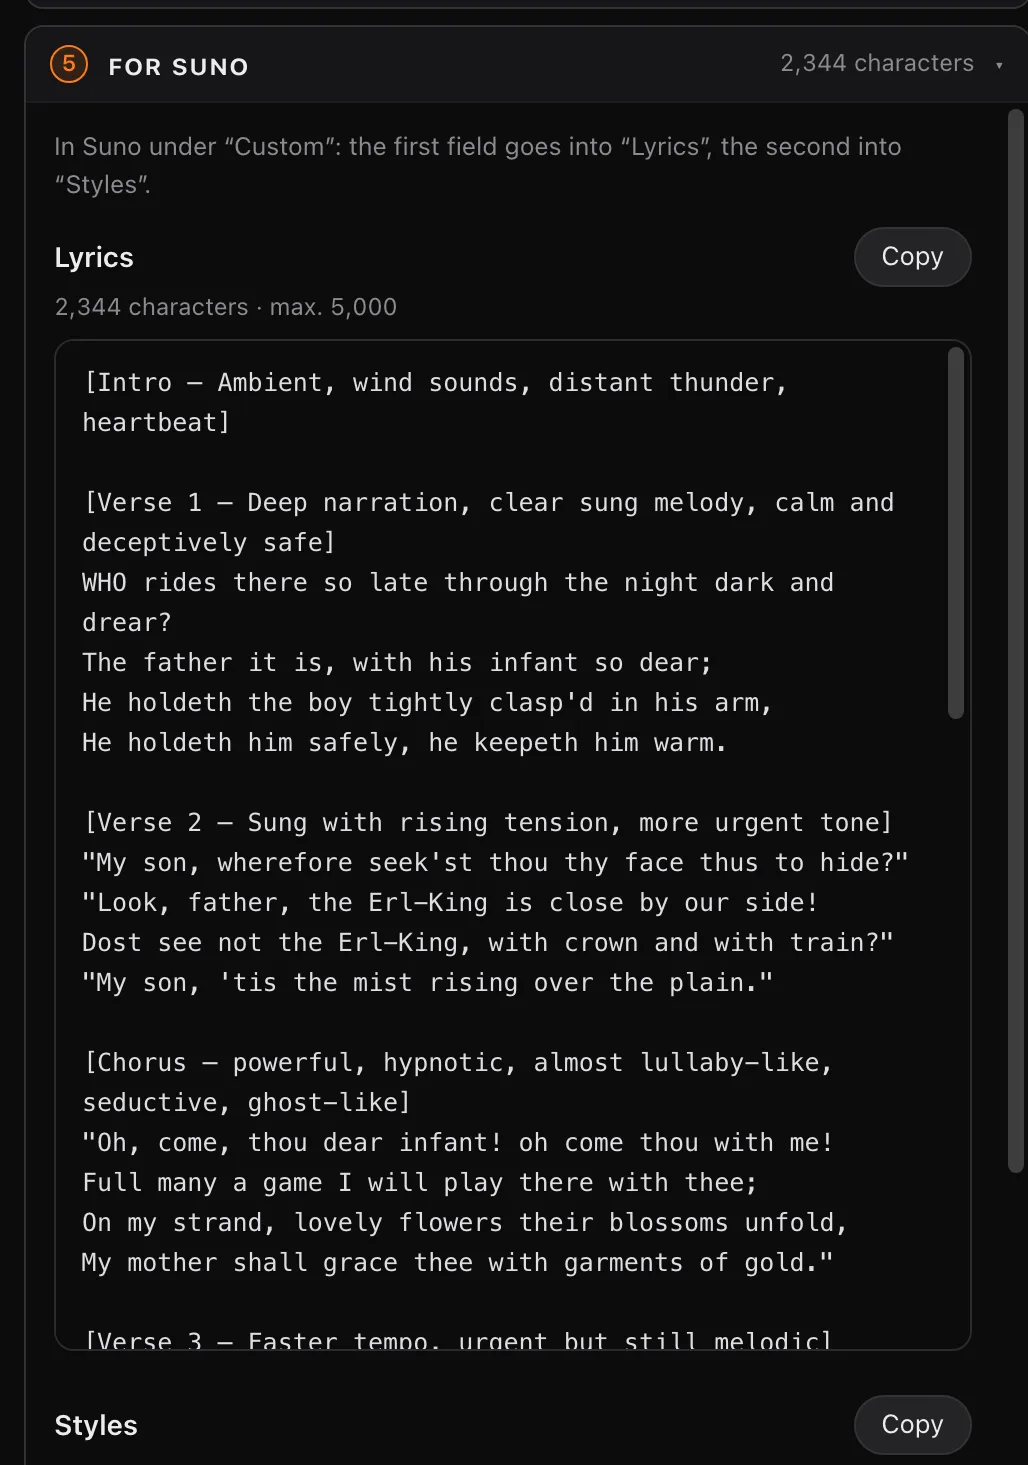 5 FOR SUNO 2,344 characters ▾
In Suno under “Custom”: the first field goes into “Lyrics”, the second into
“Styles”.
Lyrics Copy
2,344 characters · max. 5,000
[Intro – Ambient, wind sounds, distant thunder,
heartbeat]

[Verse 1 – Deep narration, clear sung melody, calm and
deceptively safe]
WHO rides there so late through the night dark and
drear?
The father it is, with his infant so dear;
He holdeth the boy tightly clasp'd in his arm,
He holdeth him safely, he keepeth him warm.

[Verse 2 – Sung with rising tension, more urgent tone]
"My son, wherefore seek'st thou thy face thus to hide?"
"Look, father, the Erl-King is close by our side!
Dost see not the Erl-King, with crown and with train?"
"My son, 'tis the mist rising over the plain."

[Chorus – powerful, hypnotic, almost lullaby-like,
seductive, ghost-like]
"Oh, come, thou dear infant! oh come thou with me!
Full many a game I will play there with thee;
On my strand, lovely flowers their blossoms unfold,
My mother shall grace thee with garments of gold."

[Verse 3 – Faster tempo, urgent but still melodic]
Styles Copy